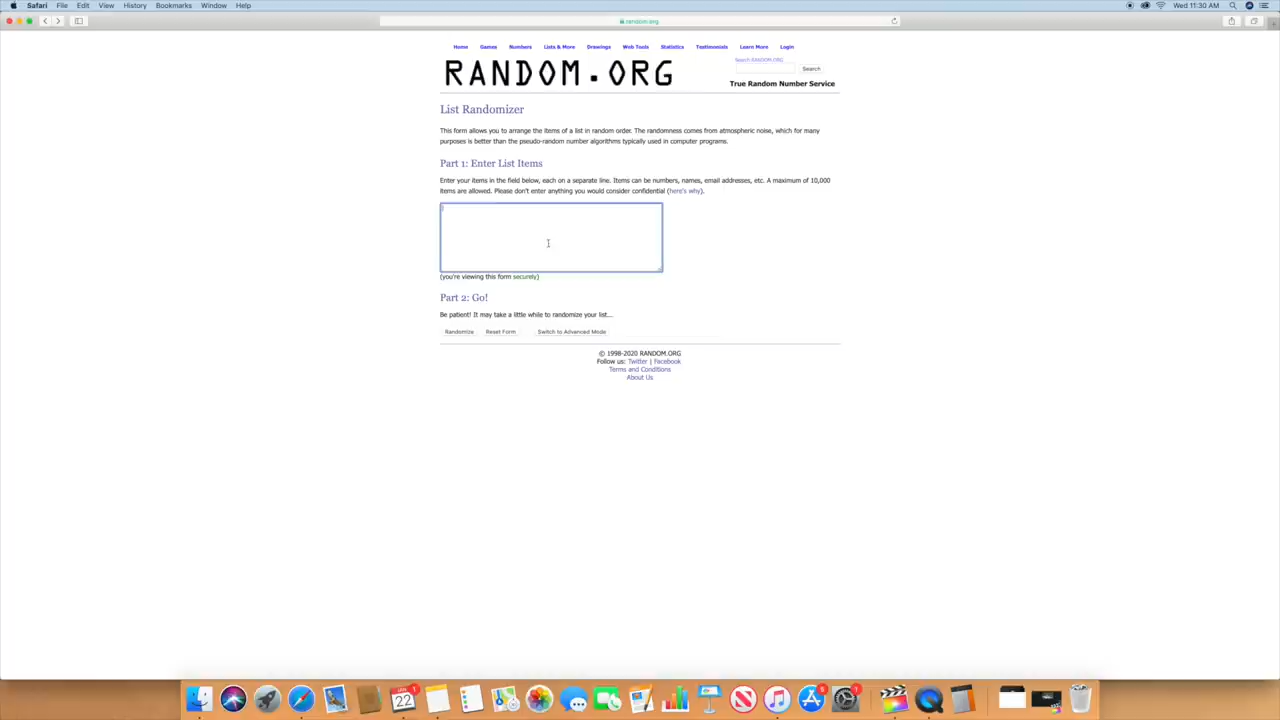 Safari File Edit View History Bookmarks Window Help Wed 11:30 AM
random.org
Home Games Numbers Lists & More Drawings Web Tools Statistics Testimonials Learn More Login
Search RANDOM.ORG
RANDOM.ORG
Search
True Random Number Service
List Randomizer
This form allows you to arrange the items of a list in random order. The randomness comes from atmospheric noise, which for many
purposes is better than the pseudo-random number algorithms typically used in computer programs.
Part 1: Enter List Items
Enter your items in the field below, each on a separate line. Items can be numbers, names, email addresses, etc. A maximum of 10,000
items are allowed. Please don't enter anything you would consider confidential (here's why).
(you're viewing this form securely)
Part 2: Go!
Be patient! It may take a little while to randomize your list...
Randomize Reset Form Switch to Advanced Mode
© 1998-2020 RANDOM.ORG
Follow us: Twitter | Facebook
Terms and Conditions
About Us
JAN
22